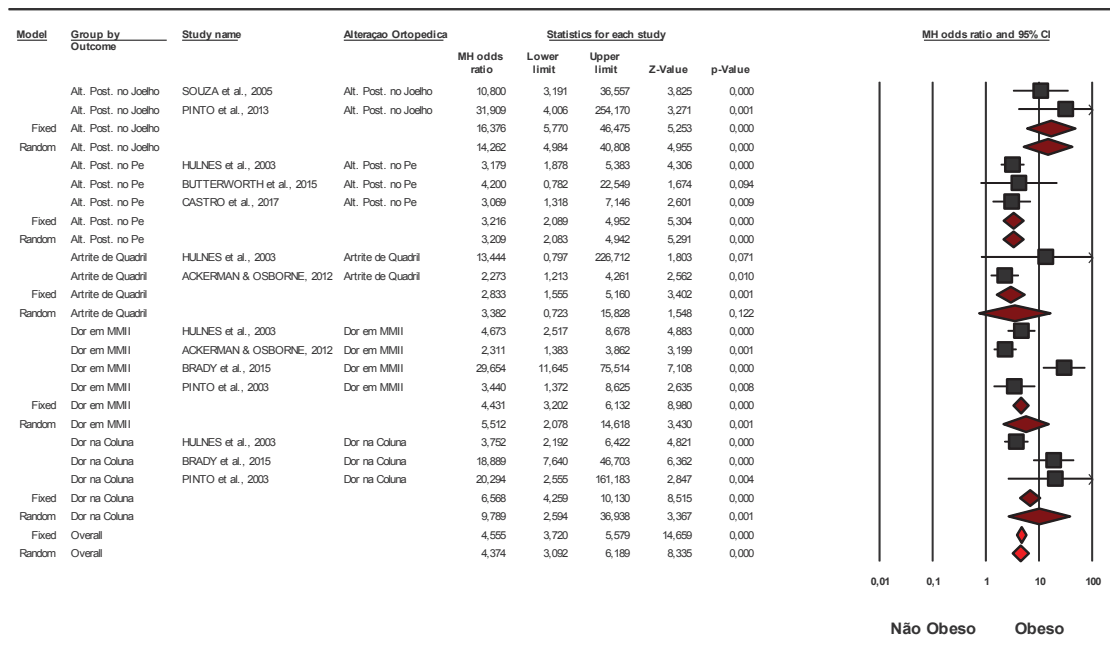 Model Group by Outcome Study name Alteraçao Ortopedica Statistics for each study MH odds ratio and 95% CI
MH odds ratio Lower limit Upper limit Z-Value p-Value
Alt. Post. no Joelho SOUZA et al., 2005 Alt. Post. no Joelho 10,800 3,191 36,557 3,825 0,000
Alt. Post. no Joelho PINTO et al., 2013 Alt. Post. no Joelho 31,909 4,006 254,170 3,271 0,001
Fixed Alt. Post. no Joelho 16,376 5,770 46,475 5,253 0,000
Random Alt. Post. no Joelho 14,262 4,984 40,808 4,955 0,000
Alt. Post. no Pe HULNES et al., 2003 Alt. Post. no Pe 3,179 1,878 5,383 4,306 0,000
Alt. Post. no Pe BUTTERWORTH et al., 2015 Alt. Post. no Pe 4,200 0,782 22,549 1,674 0,094
Alt. Post. no Pe CASTRO et al., 2017 Alt. Post. no Pe 3,069 1,318 7,146 2,601 0,009
Fixed Alt. Post. no Pe 3,216 2,089 4,952 5,304 0,000
Random Alt. Post. no Pe 3,209 2,083 4,942 5,291 0,000
Artrite de Quadril HULNES et al., 2003 Artrite de Quadril 13,444 0,797 226,712 1,803 0,071
Artrite de Quadril ACKERMAN & OSBORNE, 2012 Artrite de Quadril 2,273 1,213 4,261 2,562 0,010
Fixed Artrite de Quadril 2,833 1,555 5,160 3,402 0,001
Random Artrite de Quadril 3,382 0,723 15,828 1,548 0,122
Dor em MMII HULNES et al., 2003 Dor em MMII 4,673 2,517 8,678 4,883 0,000
Dor em MMII ACKERMAN & OSBORNE, 2012 Dor em MMII 2,311 1,383 3,862 3,199 0,001
Dor em MMII BRADY et al., 2015 Dor em MMII 29,654 11,645 75,514 7,108 0,000
Dor em MMII PINTO et al., 2003 Dor em MMII 3,440 1,372 8,625 2,635 0,008
Fixed Dor em MMII 4,431 3,202 6,132 8,980 0,000
Random Dor em MMII 5,512 2,078 14,618 3,430 0,001
Dor na Coluna HULNES et al., 2003 Dor na Coluna 3,752 2,192 6,422 4,821 0,000
Dor na Coluna BRADY et al., 2015 Dor na Coluna 18,889 7,640 46,703 6,362 0,000
Dor na Coluna PINTO et al., 2003 Dor na Coluna 20,294 2,555 161,183 2,847 0,004
Fixed Dor na Coluna 6,568 4,259 10,130 8,515 0,000
Random Dor na Coluna 9,789 2,594 36,938 3,367 0,001
Fixed Overall 4,555 3,720 5,579 14,659 0,000
Random Overall 4,374 3,092 6,189 8,335 0,000
0,01 0,1 1 10 100
Não Obeso Obeso